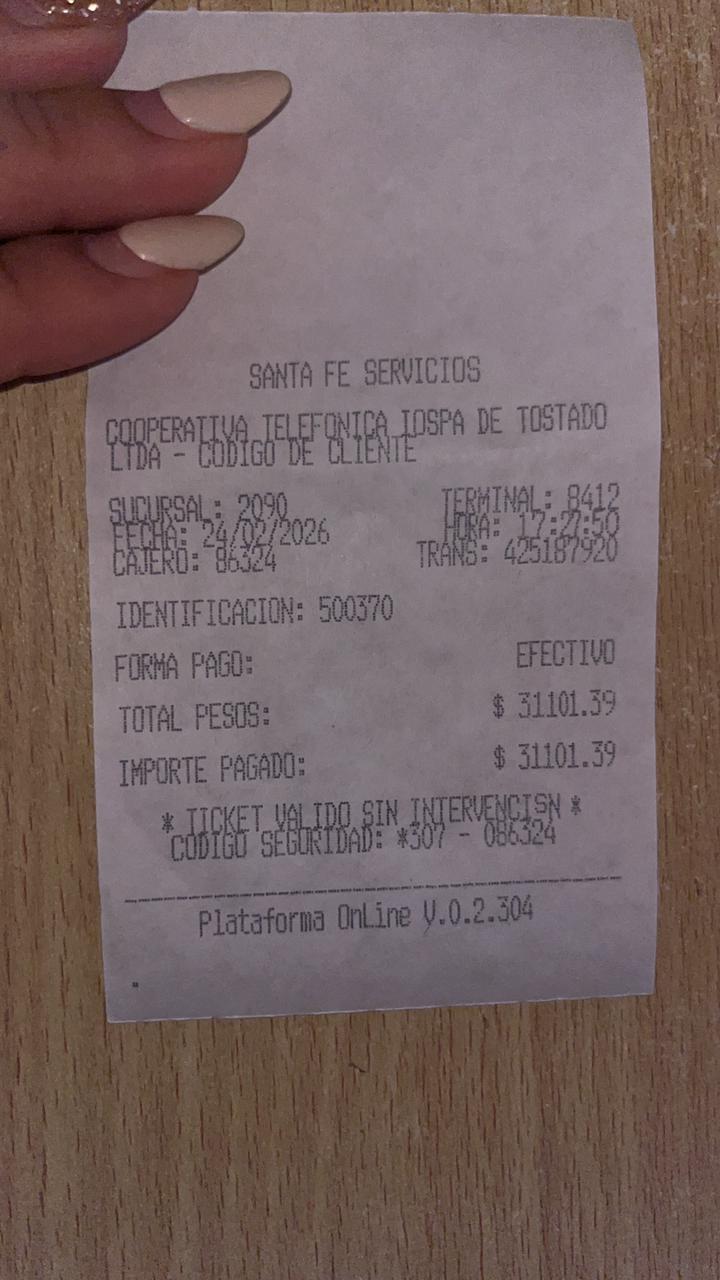 SANTA FE SERVICIOS
COOPERATIVA TELEFONICA IOSPA DE TOSTADO
LTDA - CODIGO DE CLIENTE
SUCURSAL: 2090 TERMINAL: 8412
FECHA: 24/02/2026 HORA: 17:27:50
CAJERO: 86324 TRANS: 425187920
IDENTIFICACION: 500370
FORMA PAGO: EFECTIVO
TOTAL PESOS: $ 31101.39
IMPORTE PAGADO: $ 31101.39
* TICKET VALIDO SIN INTERVENCISN *
CODIGO SEGURIDAD: *307 - 086324
Plataforma OnLine V.0.2.304